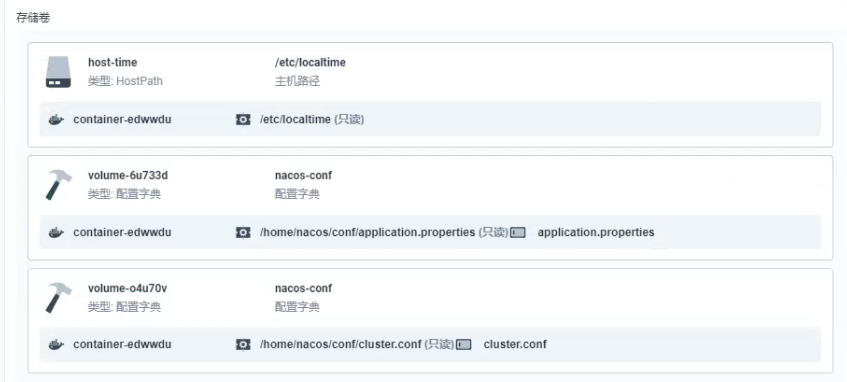 存储卷
host-time /etc/localtime
类型: HostPath 主机路径
container-edwwdu /etc/localtime (只读)
volume-6u733d nacos-conf
类型: 配置字典 配置字典
container-edwwdu /home/nacos/conf/application.properties (只读) application.properties
volume-o4u70v nacos-conf
类型: 配置字典 配置字典
container-edwwdu /home/nacos/conf/cluster.conf (只读) cluster.conf